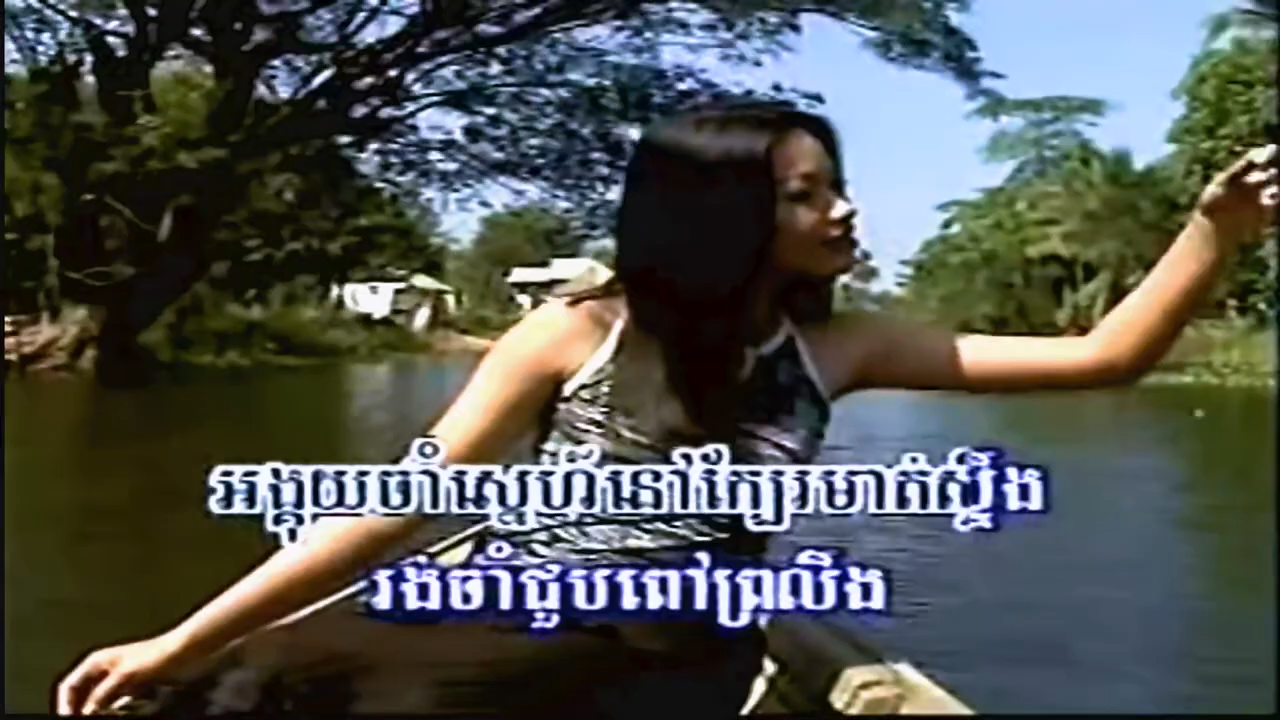 អង្គុយចាំស្នេហ៍នៅក្បែរមាត់ស្ទឹង
រង់ចាំជួបពៅព្រលឹង